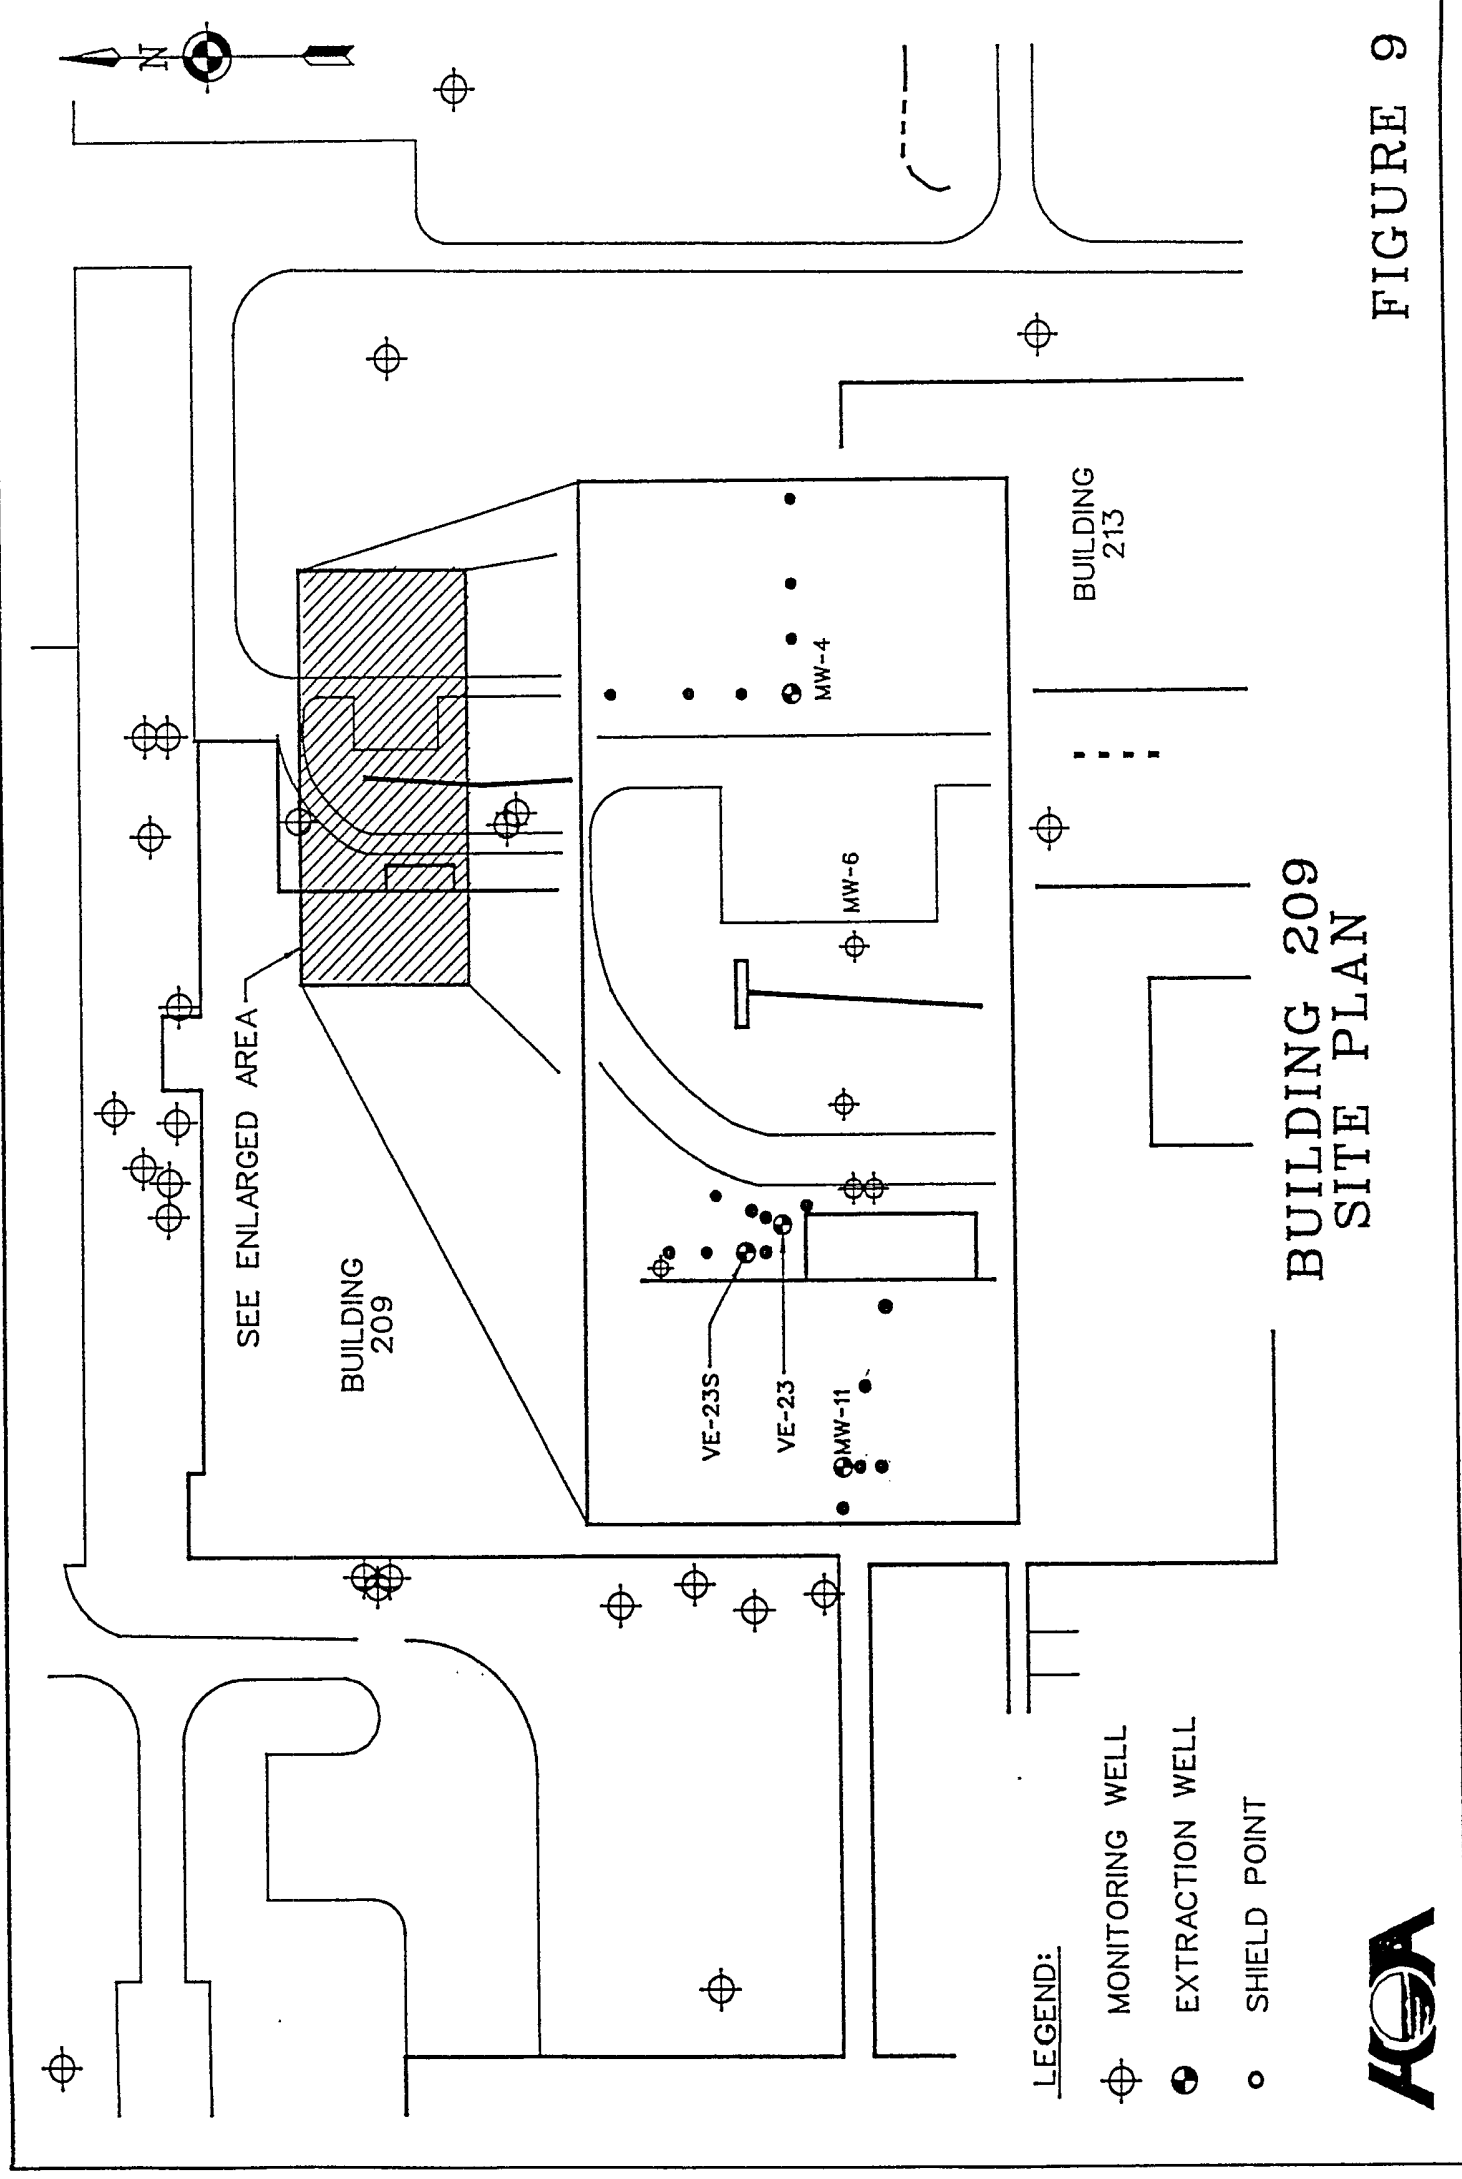 N
SEE ENLARGED AREA
BUILDING
209
VE-23S
VE-23
MW-11
MW-6
MW-4
BUILDING
213
LEGEND:
MONITORING WELL
EXTRACTION WELL
SHIELD POINT
BUILDING 209
SITE PLAN
FIGURE 9